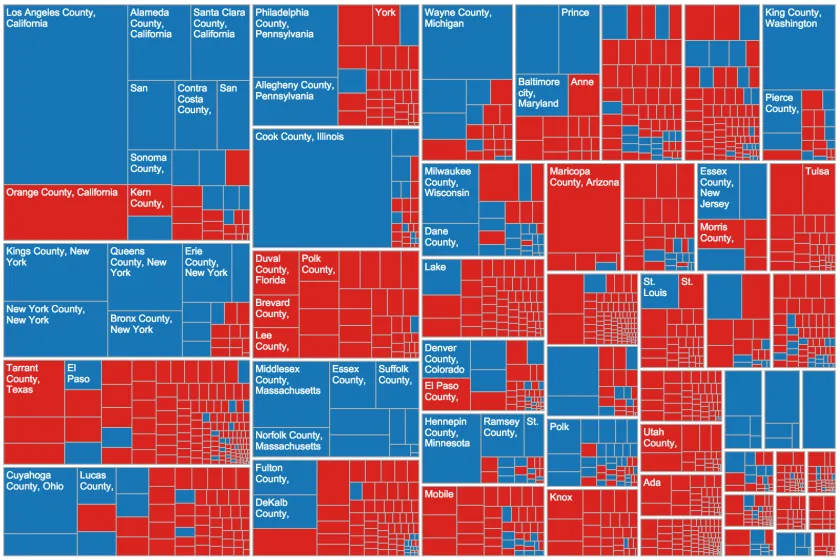 Los Angeles County,
California
Alameda
County,
California
Santa Clara
County,
California
San
Contra
Costa
County,
San
Sonoma
County,
Orange County, California
Kern
County,
Philadelphia
County,
Pennsylvania
York
Allegheny County,
Pennsylvania
Cook County, Illinois
Wayne County,
Michigan
Prince
Baltimore
city,
Maryland
Anne
King County,
Washington
Pierce
County,
Milwaukee
County,
Wisconsin
Dane
County,
Maricopa
County, Arizona
Essex
County,
New
Jersey
Morris
County,
Tulsa
Kings County, New
York
Queens
County, New
York
Erie
County,
New York
New York County,
New York
Bronx County,
New York
Duval
County,
Florida
Polk
County,
Brevard
County,
Lee
County,
Lake
St.
Louis
St.
Denver
County,
Colorado
El Paso
County,
Tarrant
County,
Texas
El
Paso
Middlesex
County,
Massachusetts
Essex
County,
Suffolk
County,
Norfolk County,
Massachusetts
Hennepin
County,
Minnesota
Ramsey
County,
St.
Polk
Utah
County,
Cuyahoga
County, Ohio
Lucas
County,
Fulton
County,
DeKalb
County,
Mobile
Knox
Ada